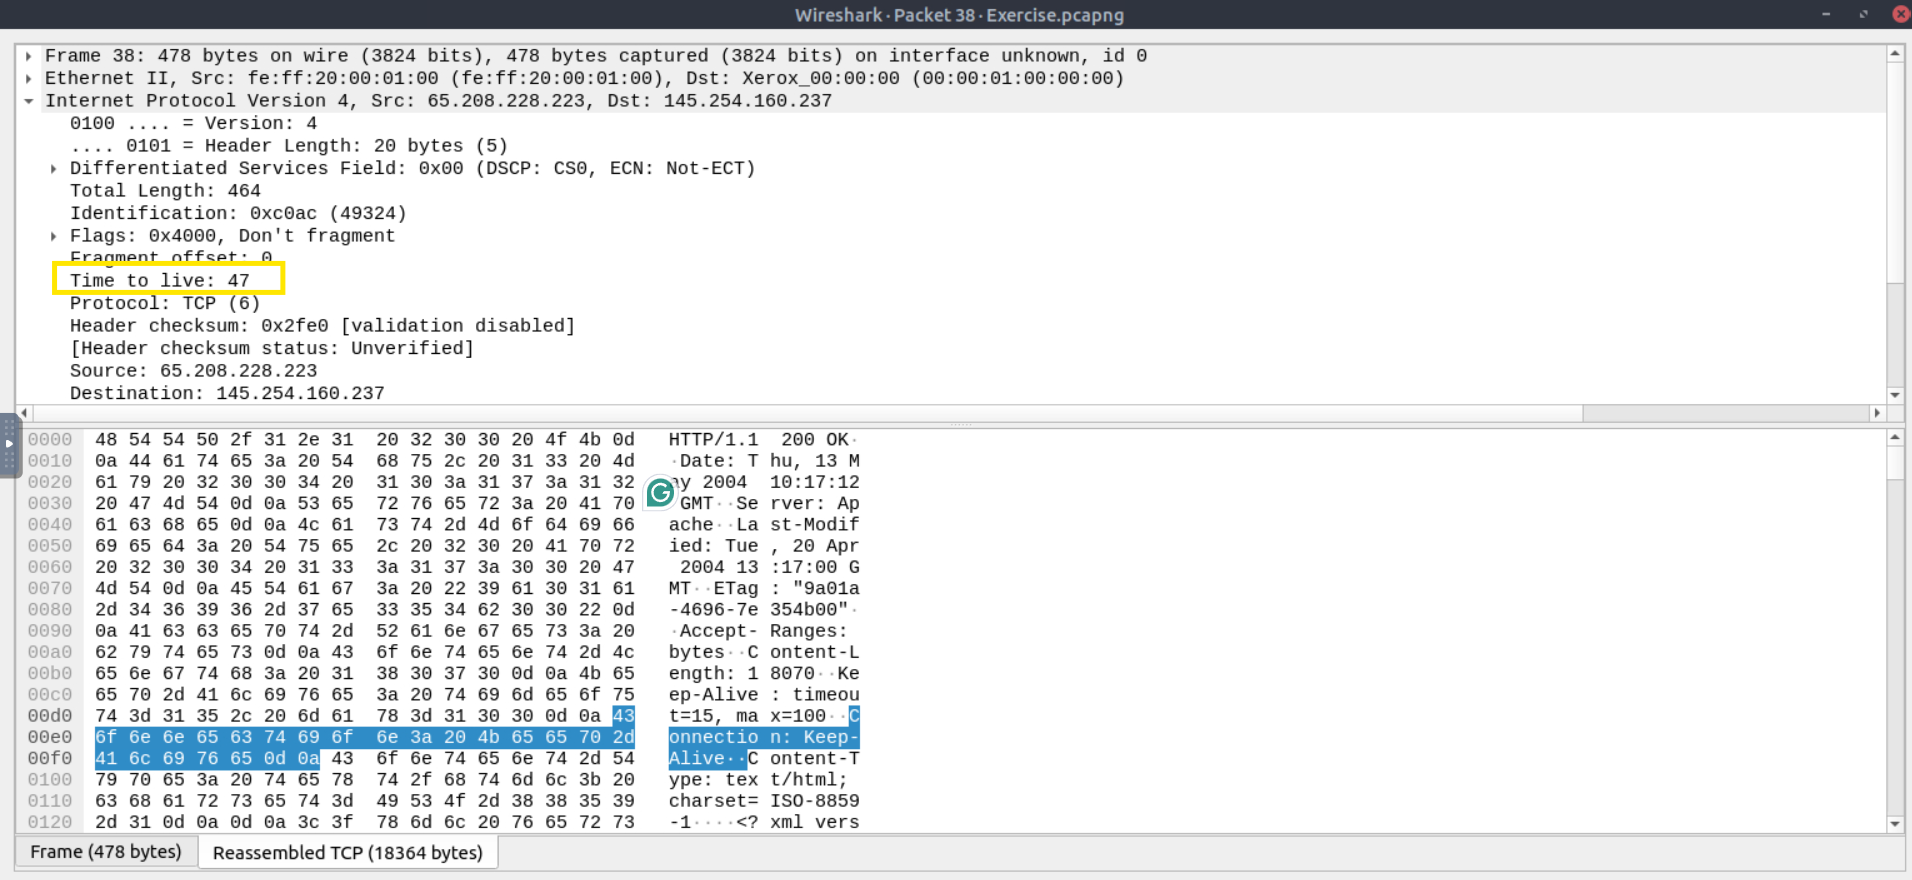 Wireshark · Packet 38 · Exercise.pcapng
Frame 38: 478 bytes on wire (3824 bits), 478 bytes captured (3824 bits) on interface unknown, id 0
Ethernet II, Src: fe:ff:20:00:01:00 (fe:ff:20:00:01:00), Dst: Xerox_00:00:00 (00:00:01:00:00:00)
Internet Protocol Version 4, Src: 65.208.228.223, Dst: 145.254.160.237
0100 .... = Version: 4
.... 0101 = Header Length: 20 bytes (5)
Differentiated Services Field: 0x00 (DSCP: CS0, ECN: Not-ECT)
Total Length: 464
Identification: 0xc0ac (49324)
Flags: 0x4000, Don't fragment
Fragment offset: 0
Time to live: 47
Protocol: TCP (6)
Header checksum: 0x2fe0 [validation disabled]
[Header checksum status: Unverified]
Source: 65.208.228.223
Destination: 145.254.160.237
0000 48 54 54 50 2f 31 2e 31 20 32 30 30 20 4f 4b 0d HTTP/1.1 200 OK·
0010 0a 44 61 74 65 3a 20 54 68 75 2c 20 31 33 20 4d ·Date: T hu, 13 M
0020 61 79 20 32 30 30 34 20 31 30 3a 31 37 3a 31 32 ay 2004 10:17:12
0030 20 47 4d 54 0d 0a 53 65 72 76 65 72 3a 20 41 70 GMT··Se rver: Ap
0040 61 63 68 65 0d 0a 4c 61 73 74 2d 4d 6f 64 69 66 ache··La st-Modif
0050 69 65 64 3a 20 54 75 65 2c 20 32 30 20 41 70 72 ied: Tue , 20 Apr
0060 20 32 30 30 34 20 31 33 3a 31 37 3a 30 30 20 47 2004 13 :17:00 G
0070 4d 54 0d 0a 45 54 61 67 3a 20 22 39 61 30 31 61 MT··ETag : "9a01a
0080 2d 34 36 39 36 2d 37 65 33 35 34 62 30 30 22 0d -4696-7e 354b00"·
0090 0a 41 63 63 65 70 74 2d 52 61 6e 67 65 73 3a 20 ·Accept- Ranges:
00a0 62 79 74 65 73 0d 0a 43 6f 6e 74 65 6e 74 2d 4c bytes··C ontent-L
00b0 65 6e 67 74 68 3a 20 31 38 30 37 30 0d 0a 4b 65 ength: 1 8070··Ke
00c0 65 70 2d 41 6c 69 76 65 3a 20 74 69 6d 65 6f 75 ep-Alive : timeou
00d0 74 3d 31 35 2c 20 6d 61 78 3d 31 30 30 0d 0a 43 t=15, ma x=100··C
00e0 6f 6e 6e 65 63 74 69 6f 6e 3a 20 4b 65 65 70 2d onnectio n: Keep-
00f0 41 6c 69 76 65 0d 0a 43 6f 6e 74 65 6e 74 2d 54 Alive··C ontent-T
0100 79 70 65 3a 20 74 65 78 74 2f 68 74 6d 6c 3b 20 ype: tex t/html;
0110 63 68 61 72 73 65 74 3d 49 53 4f 2d 38 38 35 39 charset= ISO-8859
0120 2d 31 0d 0a 0d 0a 3c 3f 78 6d 6c 20 76 65 72 73 -1····<? xml vers
Frame (478 bytes) Reassembled TCP (18364 bytes)